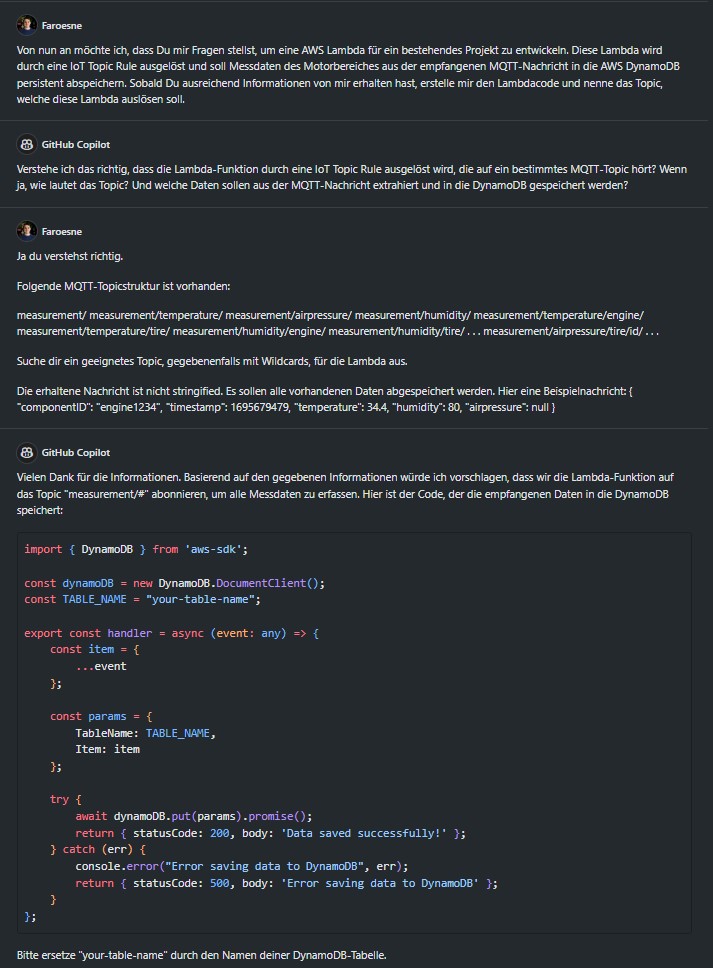 Faroesne
Von nun an möchte ich, dass Du mir Fragen stellst, um eine AWS Lambda für ein bestehendes Projekt zu entwickeln. Diese Lambda wird
durch eine IoT Topic Rule ausgelöst und soll Messdaten des Motorbereiches aus der empfangenen MQTT-Nachricht in die AWS DynamoDB
persistent abspeichern. Sobald Du ausreichend Informationen von mir erhalten hast, erstelle mir den Lambdacode und nenne das Topic,
welche diese Lambda auslösen soll.
GitHub Copilot
Verstehe ich das richtig, dass die Lambda-Funktion durch eine IoT Topic Rule ausgelöst wird, die auf ein bestimmtes MQTT-Topic hört? Wenn
ja, wie lautet das Topic? Und welche Daten sollen aus der MQTT-Nachricht extrahiert und in die DynamoDB gespeichert werden?
Faroesne
Ja du verstehst richtig.
Folgende MQTT-Topicstruktur ist vorhanden:
measurement/ measurement/temperature/ measurement/airpressure/ measurement/humidity/ measurement/temperature/engine/
measurement/temperature/tire/ measurement/humidity/engine/ measurement/humidity/tire/ . . . measurement/airpressure/tire/id/ . . .
Suche dir ein geeignetes Topic, gegebenenfalls mit Wildcards, für die Lambda aus.
Die erhaltene Nachricht ist nicht stringified. Es sollen alle vorhandenen Daten abgespeichert werden. Hier eine Beispielnachricht: {
"componentID": "engine1234", "timestamp": 1695679479, "temperature": 34.4, "humidity": 80, "airpressure": null }
GitHub Copilot
Vielen Dank für die Informationen. Basierend auf den gegebenen Informationen würde ich vorschlagen, dass wir die Lambda-Funktion auf
das Topic "measurement/#" abonnieren, um alle Messdaten zu erfassen. Hier ist der Code, der die empfangenen Daten in die DynamoDB
speichert:
import { DynamoDB } from 'aws-sdk';
const dynamoDB = new DynamoDB.DocumentClient();
const TABLE_NAME = "your-table-name";
export const handler = async (event: any) => {
const item = {
...event
};
const params = {
TableName: TABLE_NAME,
Item: item
};
try {
await dynamoDB.put(params).promise();
return { statusCode: 200, body: 'Data saved successfully!' };
} catch (err) {
console.error("Error saving data to DynamoDB", err);
return { statusCode: 500, body: 'Error saving data to DynamoDB' };
}
};
Bitte ersetze "your-table-name" durch den Namen deiner DynamoDB-Tabelle.